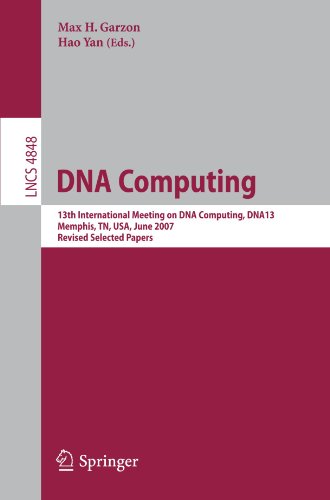 Max H. Garzon
Hao Yan (Eds.)
LNCS 4848
DNA Computing
13th International Meeting on DNA Computing, DNA13
Memphis, TN, USA, June 2007
Revised Selected Papers
Springer